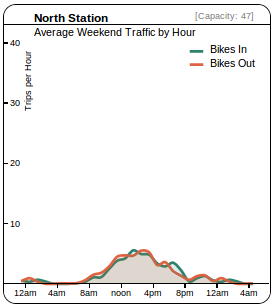 North Station
[Capacity: 47]
Average Weekend Traffic by Hour
Trips per Hour
Bikes In
Bikes Out
40
30
20
10
12am 4am 8am noon 4pm 8pm 12am 4am